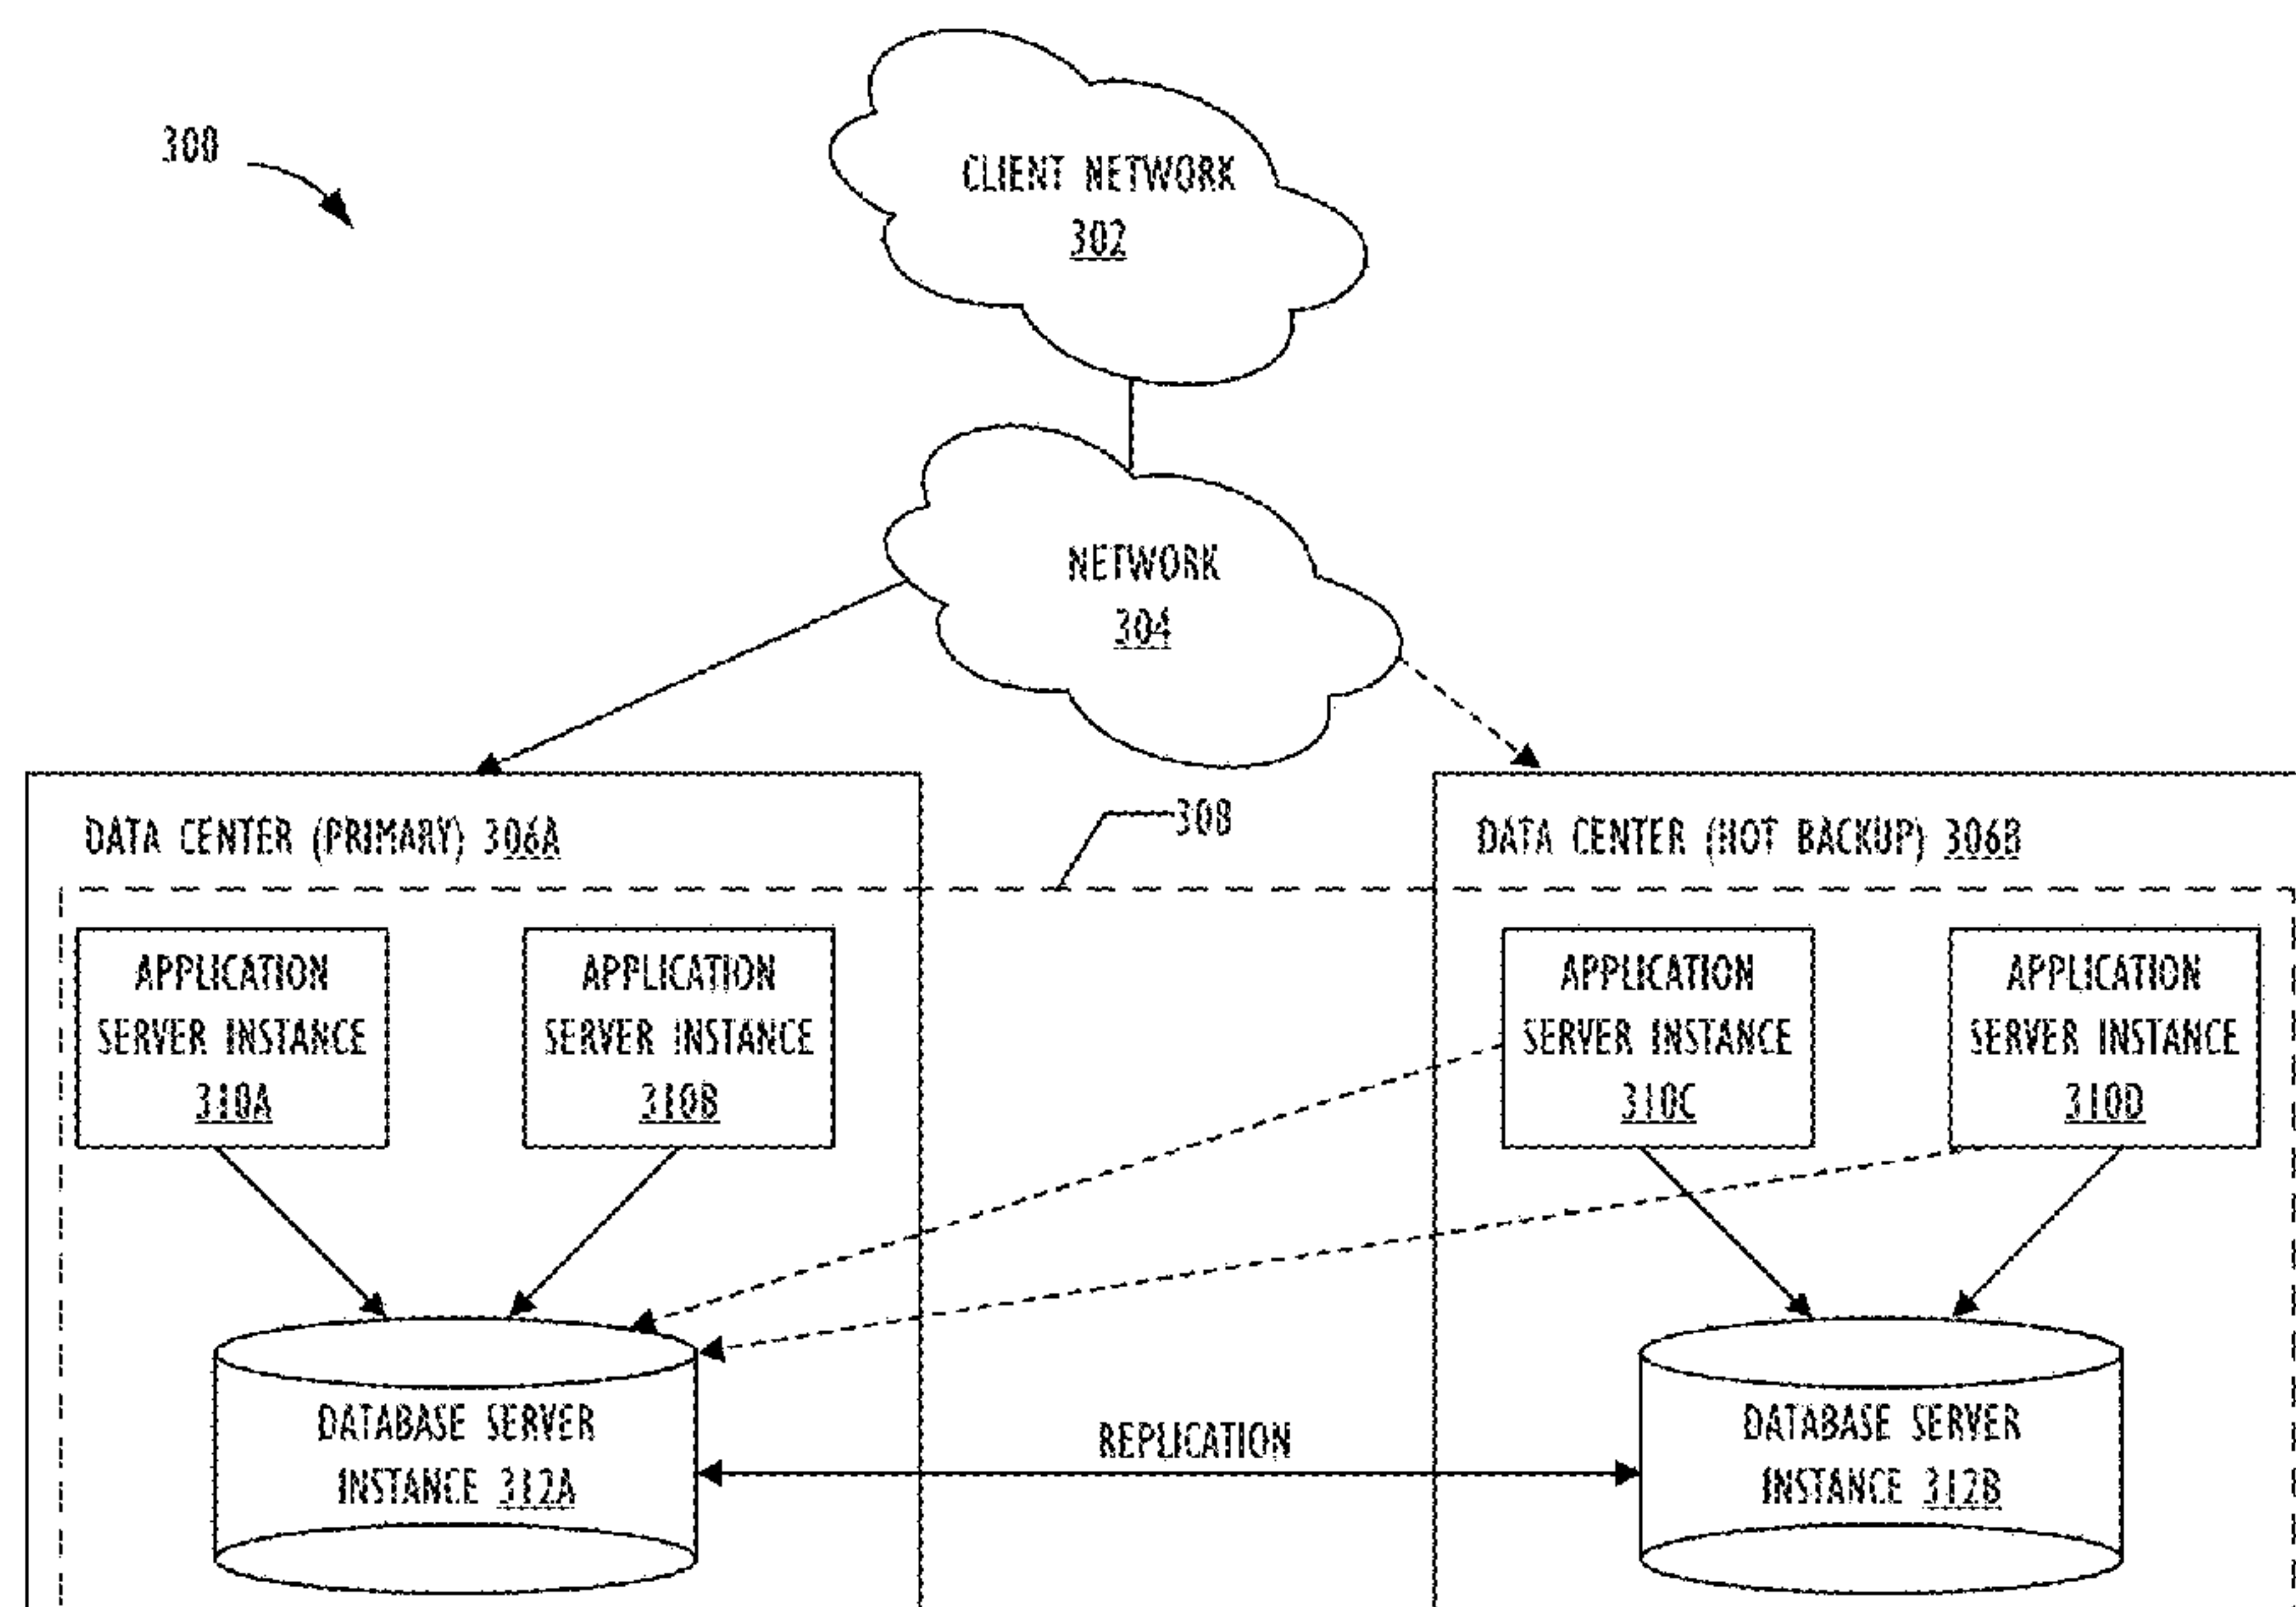 300
CLIENT NETWORK
302
NETWORK
304
308
DATA CENTER (PRIMARY) 306A
DATA CENTER (HOT BACKUP) 306B
APPLICATION
SERVER INSTANCE
310A
APPLICATION
SERVER INSTANCE
310B
APPLICATION
SERVER INSTANCE
310C
APPLICATION
SERVER INSTANCE
310D
DATABASE SERVER
INSTANCE 312A
REPLICATION
DATABASE SERVER
INSTANCE 312B